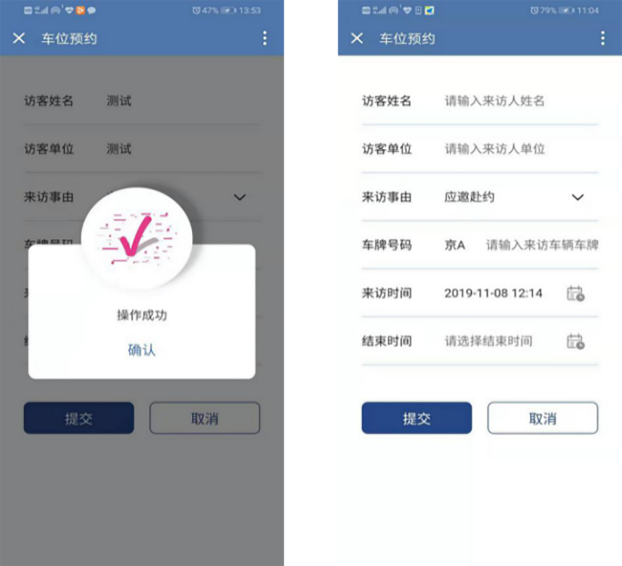 47% 13:53
车位预约
访客姓名 测试
访客单位 测试
来访事由
车牌号码
操作成功
确认
提交 取消
79% 11:04
车位预约
访客姓名 请输入来访人姓名
访客单位 请输入来访人单位
来访事由 应邀赴约
车牌号码 京A 请输入来访车辆车牌
来访时间 2019-11-08 12:14
结束时间 请选择结束时间
提交 取消